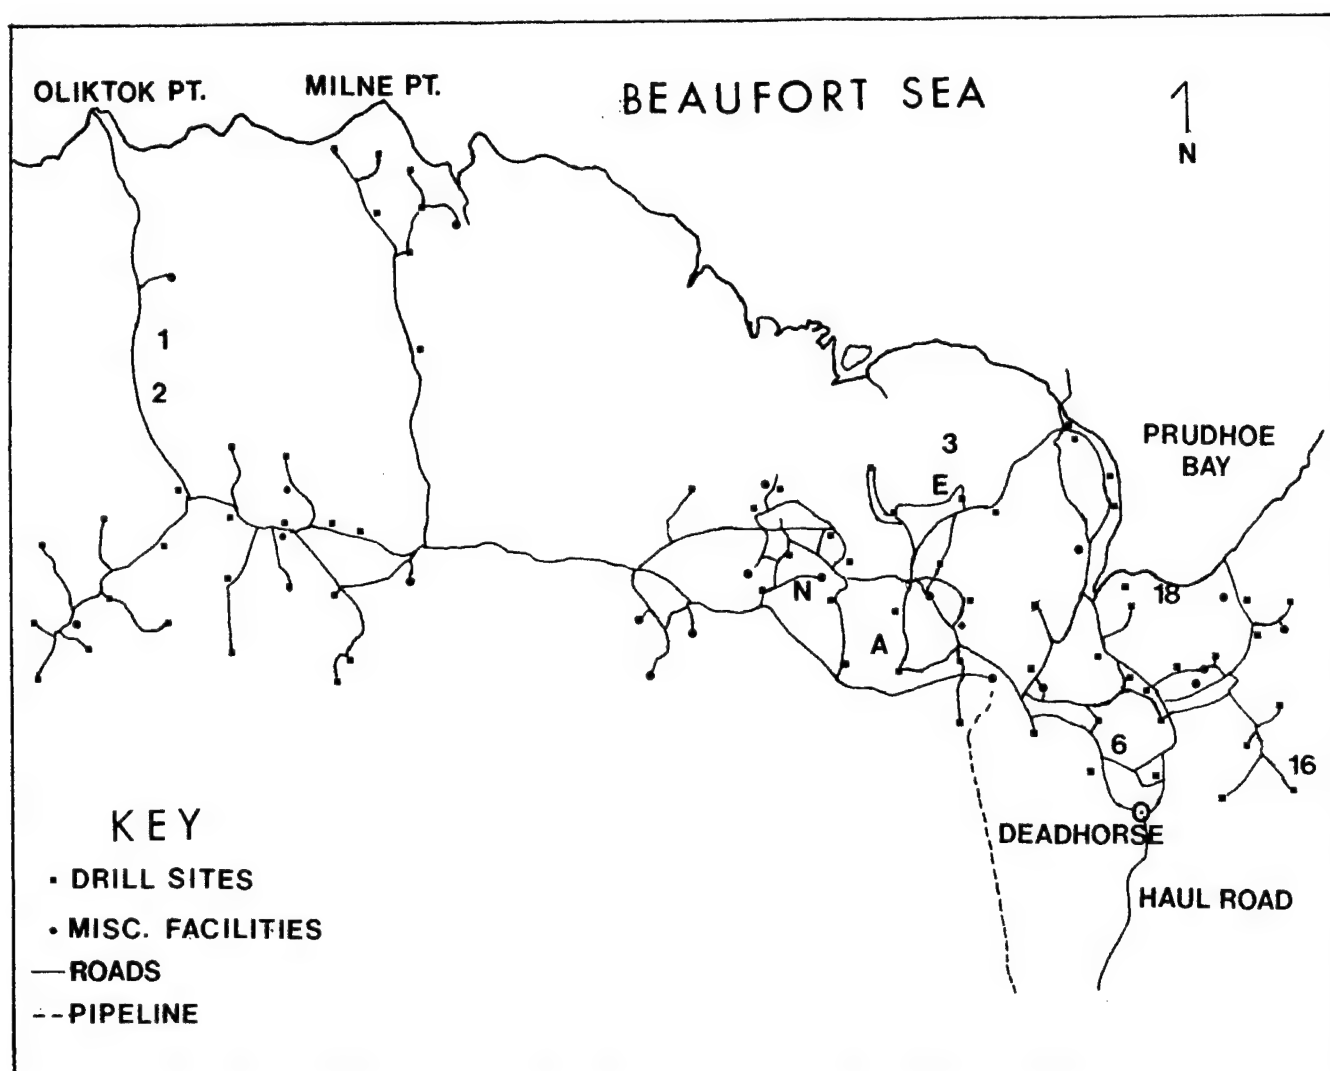 OLIKTOK PT.
MILNE PT.
BEAUFORT SEA
N
1
2
3
PRUDHOE
BAY
E
N
18
A
6
16
DEADHORSE
HAUL ROAD
KEY
DRILL SITES
MISC. FACILITIES
ROADS
PIPELINE